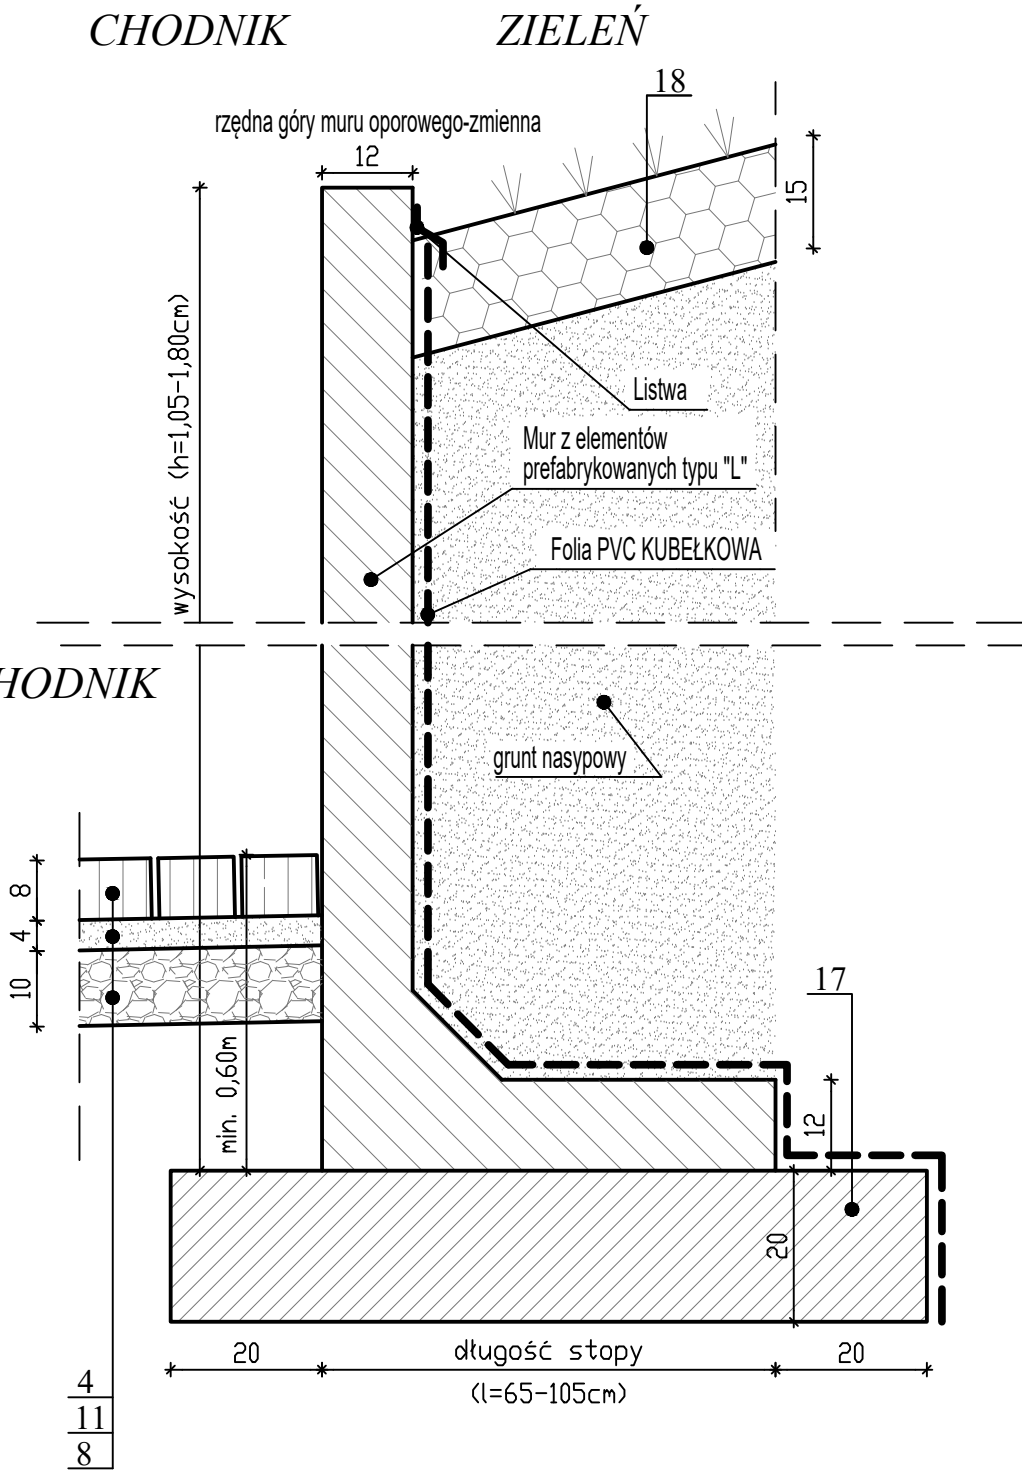 CHODNIK
ZIELEŃ
18
rzędna góry muru oporowego-zmienna
12
15
wysokość (h=1,05-1,80cm)
Listwa
Mur z elementów
prefabrykowanych typu "L"
Folia PVC KUBEŁKOWA
HODNIK
grunt nasypowy
8
4
10
17
min. 0,60m
12
20
20
długość stopy
20
(l=65-105cm)
4
11
8